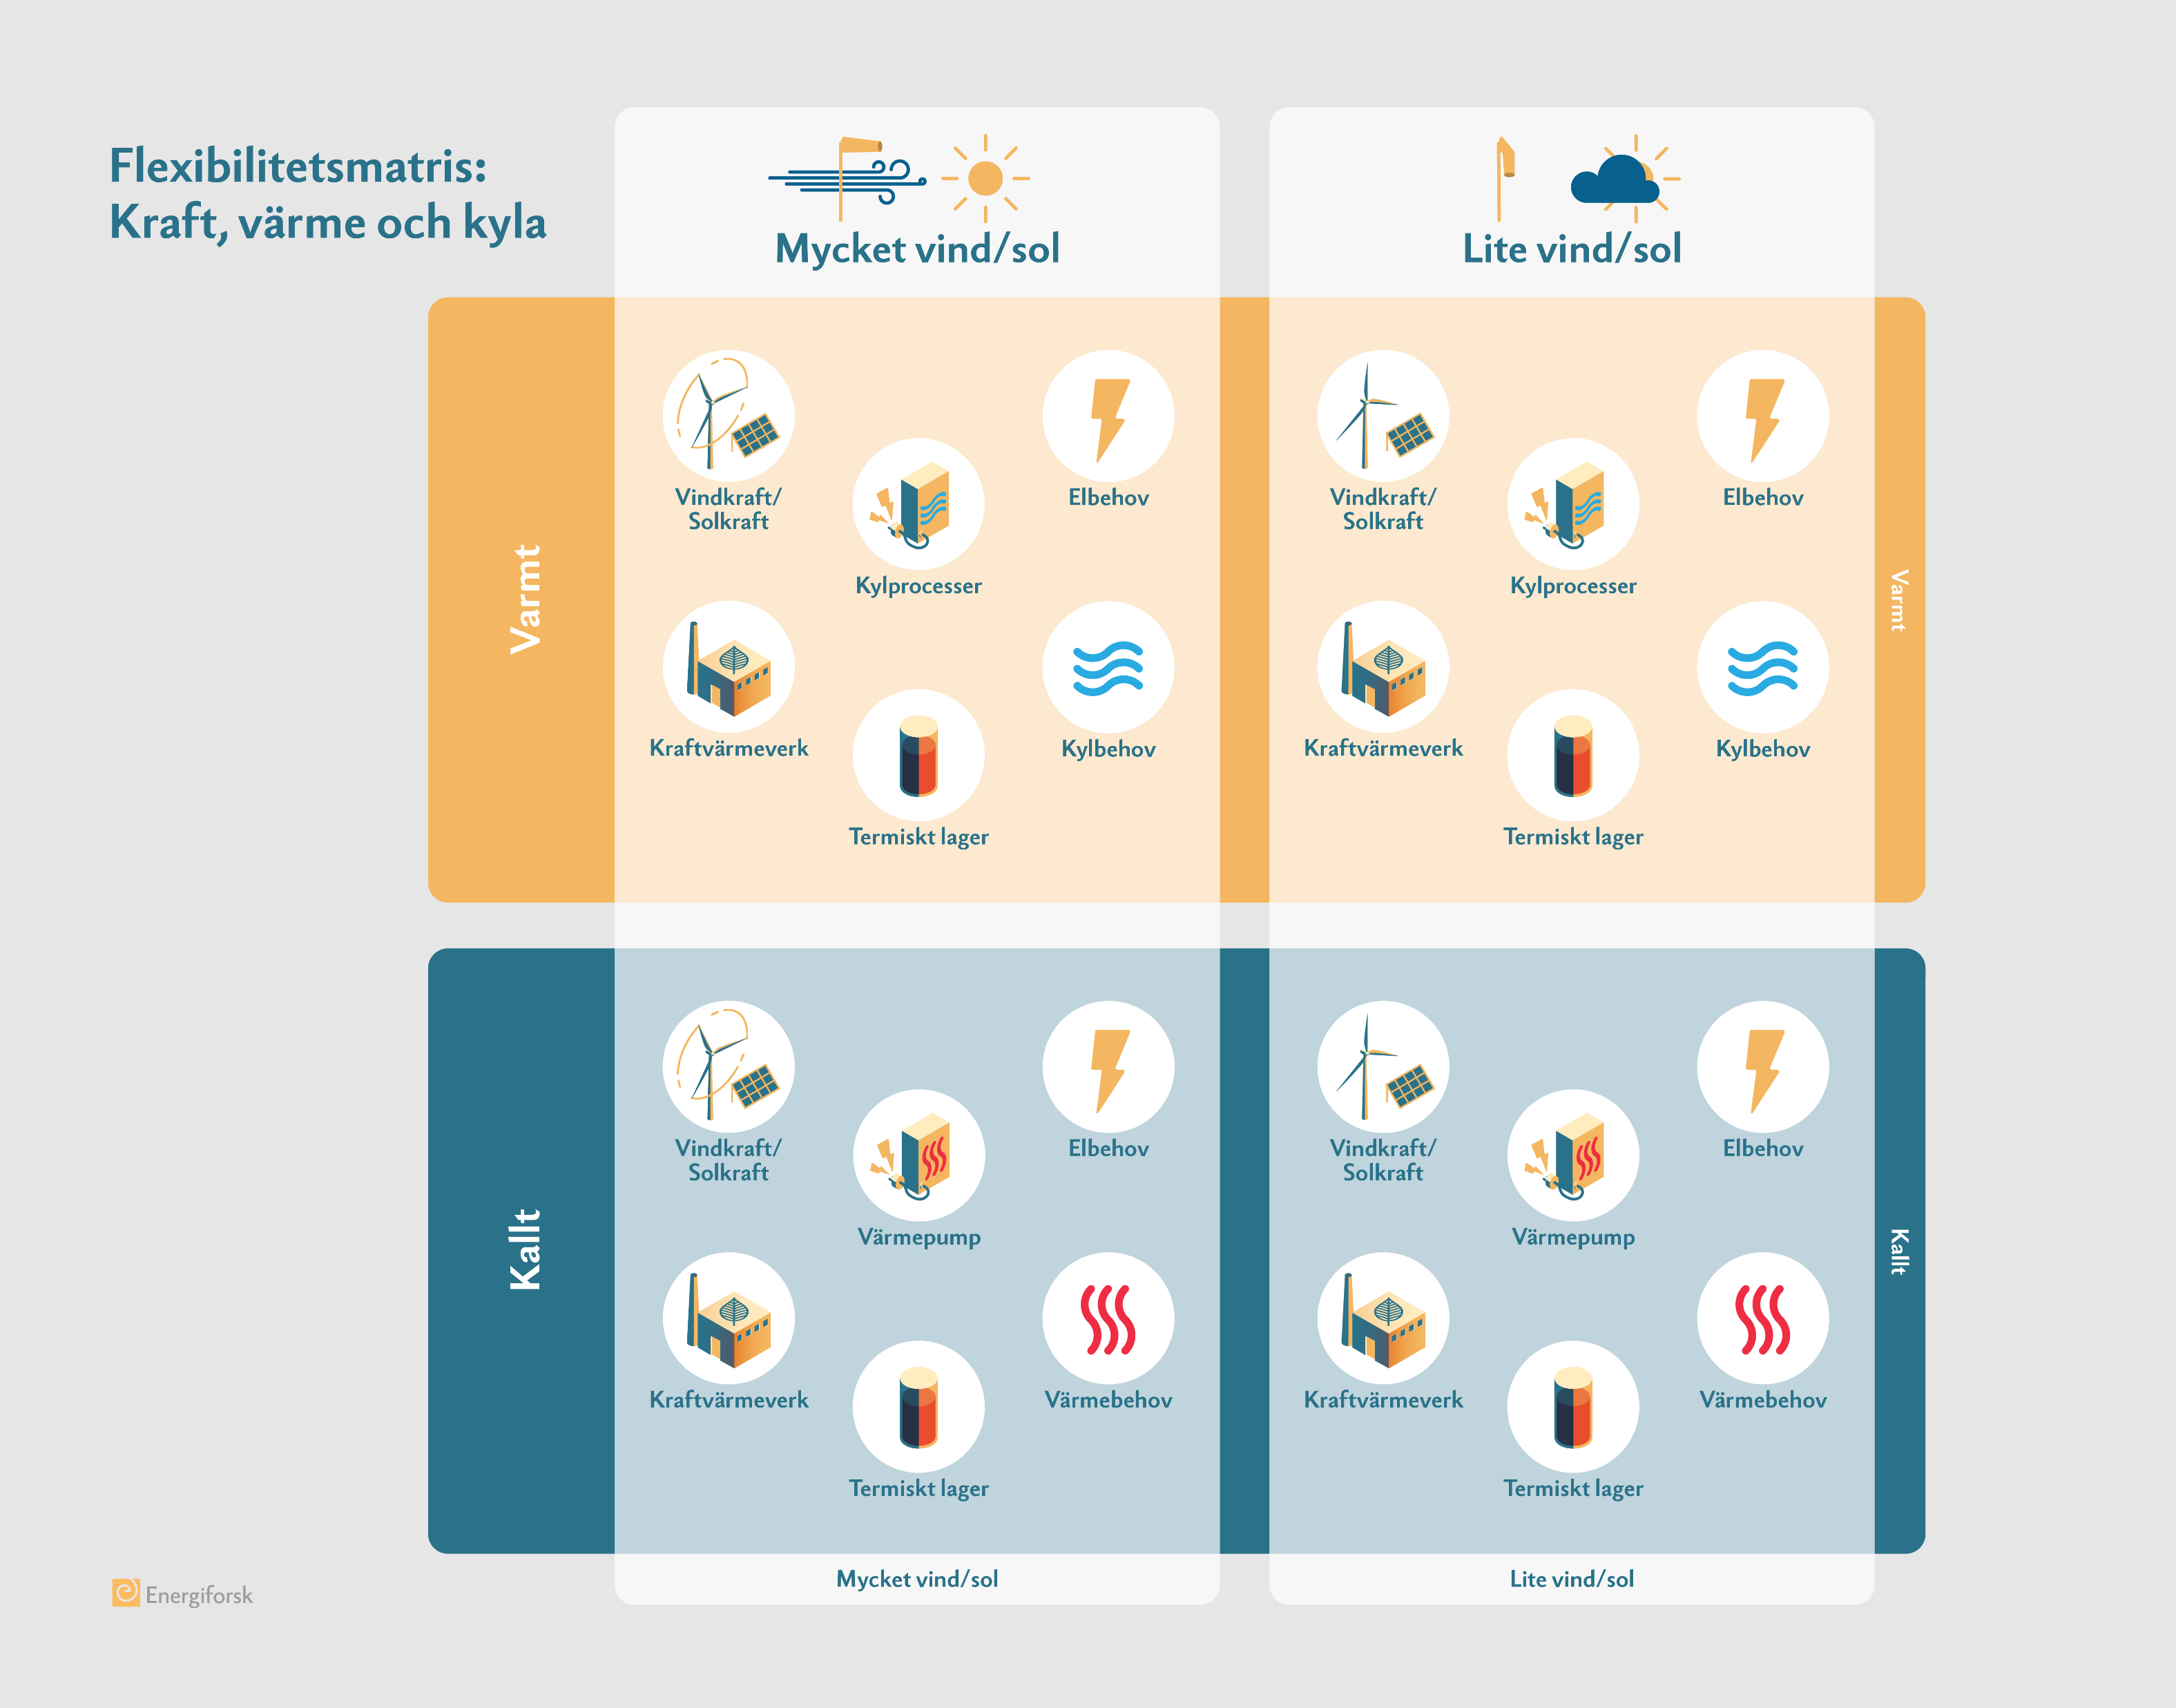 Flexibilitetsmatris:
Kraft, värme och kyla
Mycket vind/sol
Lite vind/sol
Varmt
Vindkraft/
Solkraft
Kylprocesser
Elbehov
Kraftvärmeverk
Termiskt lager
Kylbehov
Vindkraft/
Solkraft
Kylprocesser
Elbehov
Kraftvärmeverk
Termiskt lager
Kylbehov
Varmt
Kallt
Vindkraft/
Solkraft
Värmepump
Elbehov
Kraftvärmeverk
Termiskt lager
Värmebehov
Vindkraft/
Solkraft
Värmepump
Elbehov
Kraftvärmeverk
Termiskt lager
Värmebehov
Kallt
Mycket vind/sol
Lite vind/sol
Energiforsk